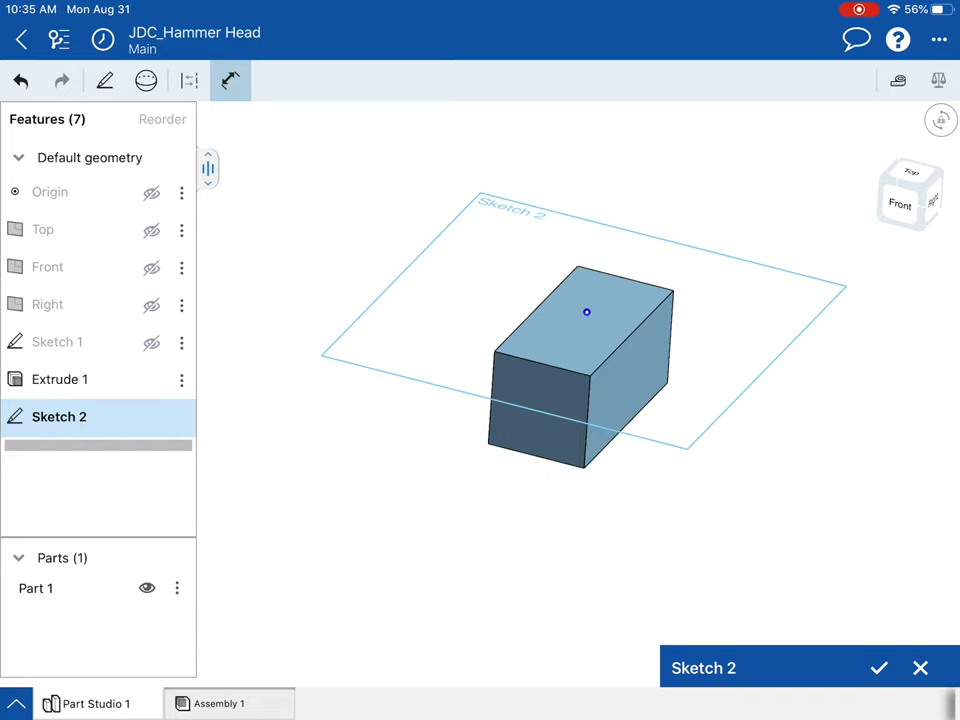 10:35 AM Mon Aug 31
56%
JDC_Hammer Head
Main
Features (7)
Reorder
Default geometry
Origin
Top
Front
Right
Sketch 1
Extrude 1
Sketch 2
Parts (1)
Part 1
Sketch 2
Top
Front
Right
Sketch 2
Part Studio 1
Assembly 1